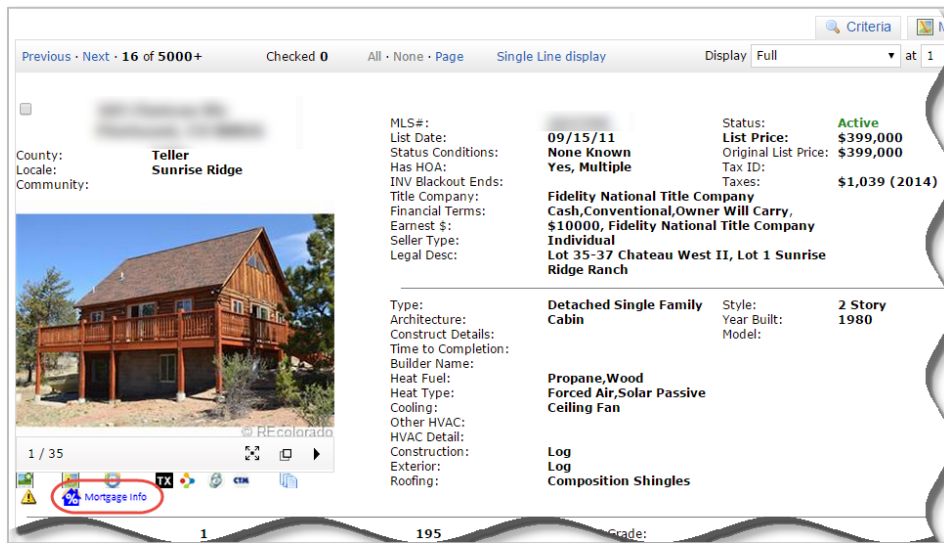 Criteria
Previous · Next · 16 of 5000+ Checked 0 All · None · Page Single Line display Display Full at 1
MLS#: Status: Active
List Date: 09/15/11 List Price: $399,000
County: Teller Status Conditions: None Known Original List Price: $399,000
Locale: Sunrise Ridge Has HOA: Yes, Multiple Tax ID:
Community: INV Blackout Ends: Taxes: $1,039 (2014)
Title Company: Fidelity National Title Company
Financial Terms: Cash,Conventional,Owner Will Carry,
Earnest $: $10000, Fidelity National Title Company
Seller Type: Individual
Legal Desc: Lot 35-37 Chateau West II, Lot 1 Sunrise
Ridge Ranch
Type: Detached Single Family Style: 2 Story
Architecture: Cabin Year Built: 1980
Construct Details: Model:
Time to Completion:
Builder Name:
Heat Fuel: Propane,Wood
Heat Type: Forced Air,Solar Passive
Cooling: Ceiling Fan
Other HVAC:
© REcolorado HVAC Detail:
1 / 35 Construction: Log
Exterior: Log
TX CTM Roofing: Composition Shingles
% Mortgage Info
1 195 Grade: